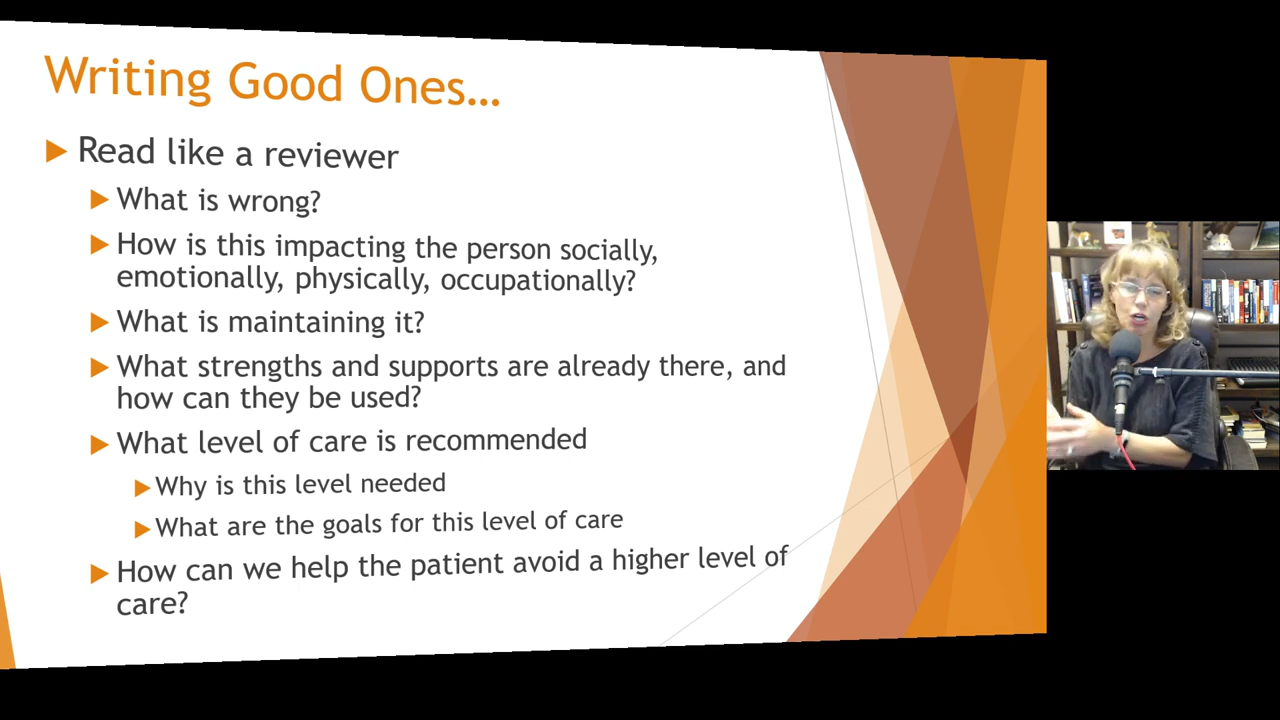 Writing Good Ones…
Read like a reviewer
What is wrong?
How is this impacting the person socially,
emotionally, physically, occupationally?
What is maintaining it?
What strengths and supports are already there, and
how can they be used?
What level of care is recommended
Why is this level needed
What are the goals for this level of care
How can we help the patient avoid a higher level of
care?